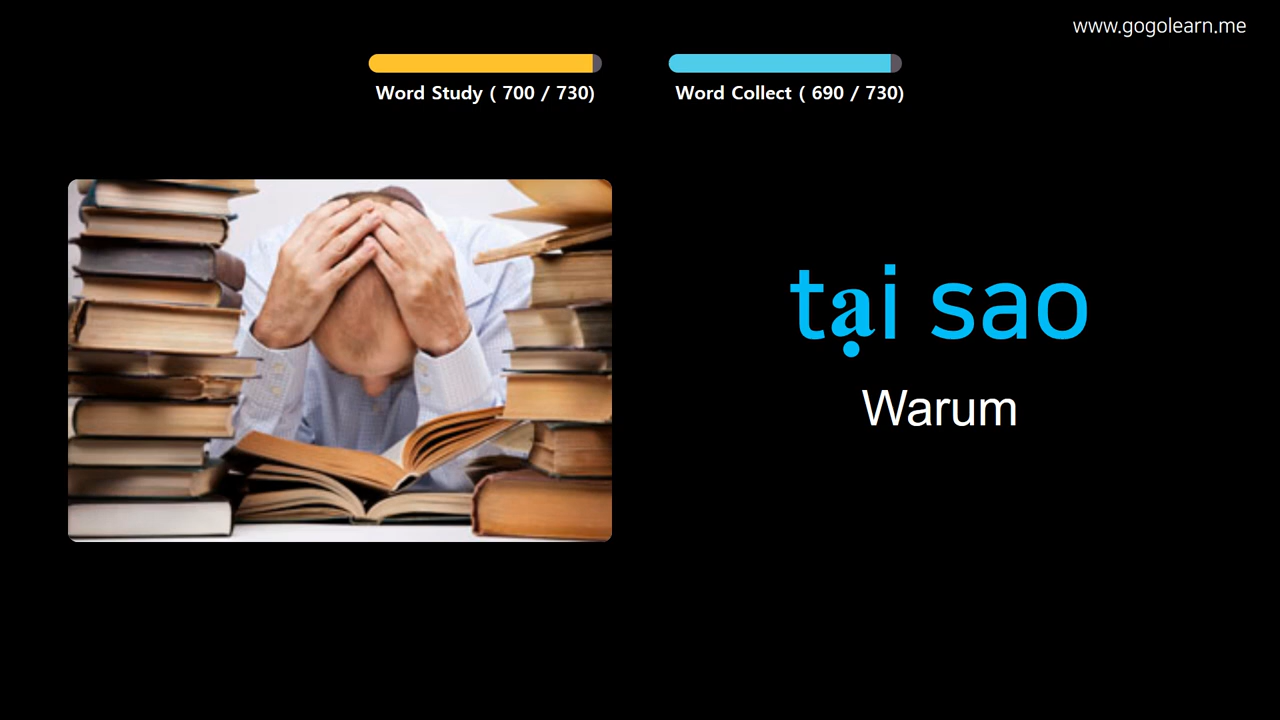 www.gogolearn.me
Word Study ( 700 / 730)
Word Collect ( 690 / 730)
tại sao
Warum